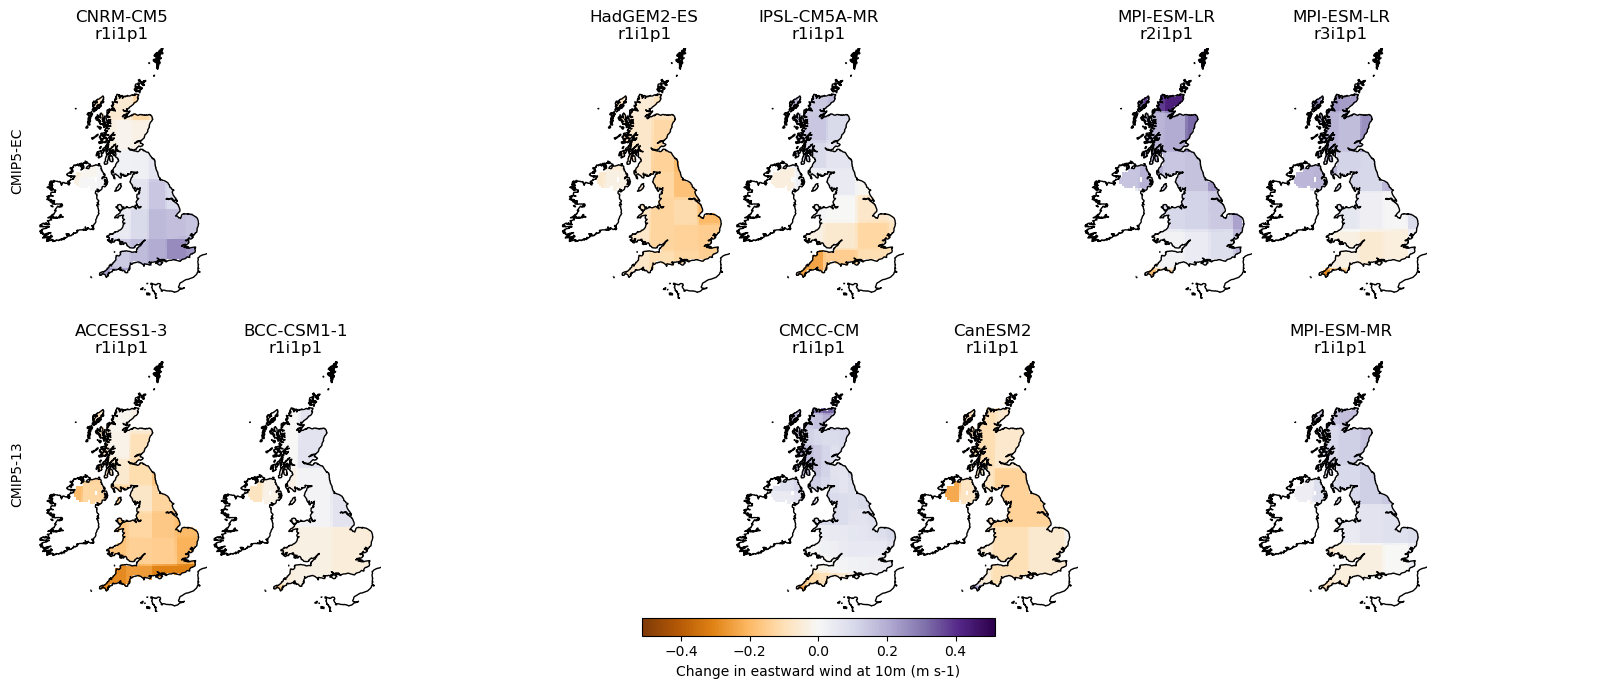 CNRM-CM5
r1i1p1
HadGEM2-ES
r1i1p1
IPSL-CM5A-MR
r1i1p1
MPI-ESM-LR
r2i1p1
MPI-ESM-LR
r3i1p1
CMIP5-EC
ACCESS1-3
r1i1p1
BCC-CSM1-1
r1i1p1
CMCC-CM
r1i1p1
CanESM2
r1i1p1
MPI-ESM-MR
r1i1p1
CMIP5-13
−0.4 −0.2 0.0 0.2 0.4
Change in eastward wind at 10m (m s-1)